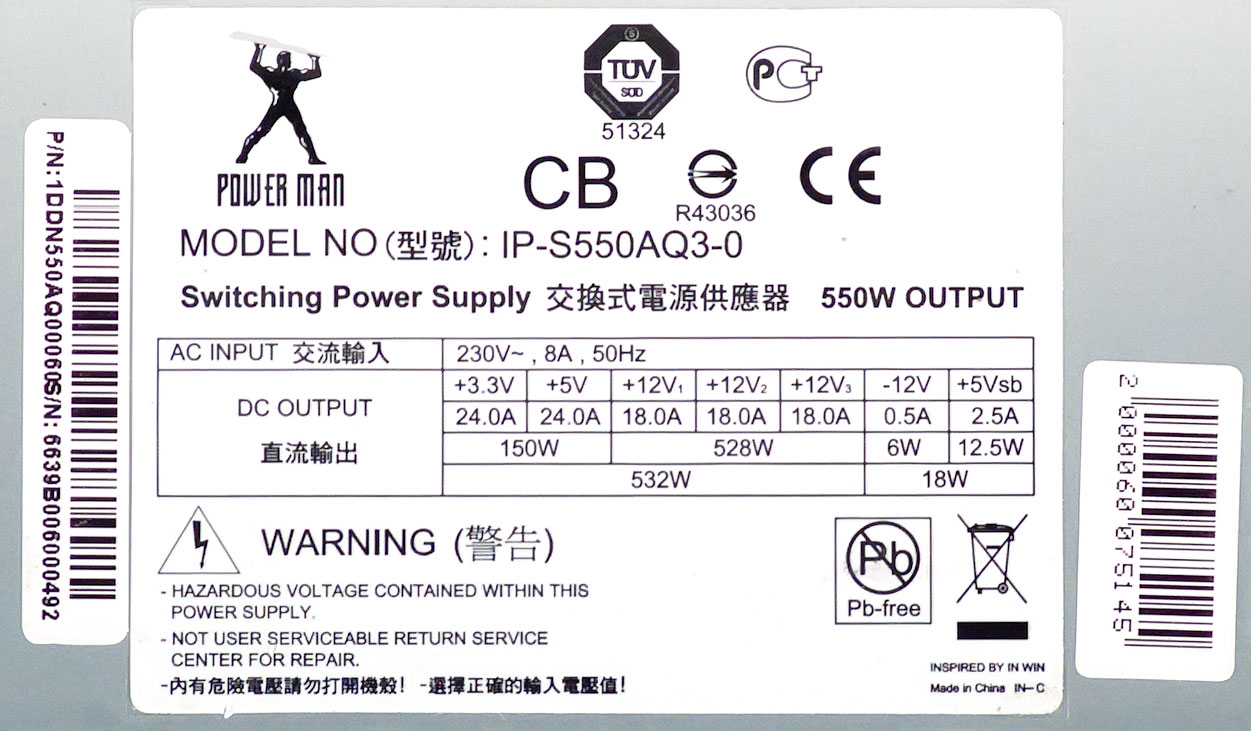 POWER MAN
TÜV
SÜD
51324
PCT
CB
R43036
CE
MODEL NO (型號) : IP-S550AQ3-0
Switching Power Supply 交換式電源供應器 550W OUTPUT
AC INPUT 交流輸入 230V~ , 8A , 50Hz
DC OUTPUT
直流輸出
+3.3V +5V +12V₁ +12V₂ +12V₃ -12V +5Vsb
24.0A 24.0A 18.0A 18.0A 18.0A 0.5A 2.5A
150W 528W 6W 12.5W
532W 18W
WARNING (警告)
- HAZARDOUS VOLTAGE CONTAINED WITHIN THIS
POWER SUPPLY.
- NOT USER SERVICEABLE RETURN SERVICE
CENTER FOR REPAIR.
-內有危險電壓請勿打開機殼! -選擇正確的輸入電壓值!
Pb
Pb-free
INSPIRED BY IN WIN
Made in China IN-C
P/N:1DDN550AQ00060S/N:6639B006000492
2 000060 075145